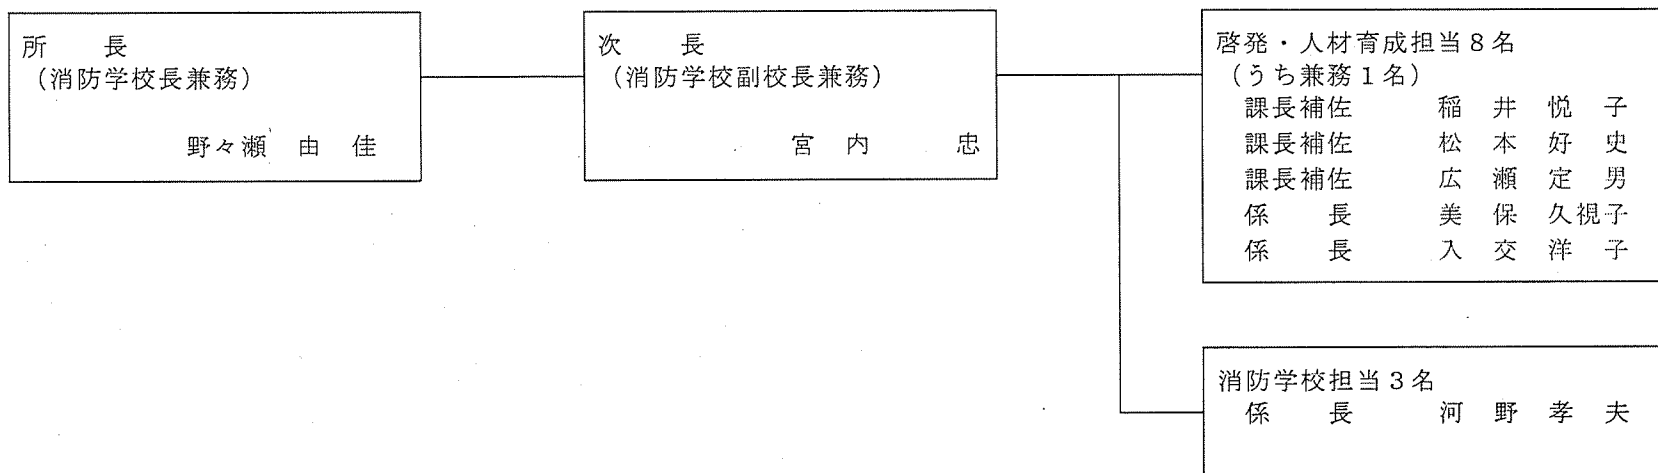 所　　長
（消防学校長兼務）
野々瀬　由　佳
次　　長
（消防学校副校長兼務）
宮　内　　　忠
啓発・人材育成担当８名
（うち兼務１名）
課長補佐　　　稲　井　悦　子
課長補佐　　　松　本　好　史
課長補佐　　　広　瀬　定　男
係　　長　　　美　保　久視子
係　　長　　　入　交　洋　子
消防学校担当３名
係　　長　　　河　野　孝　夫